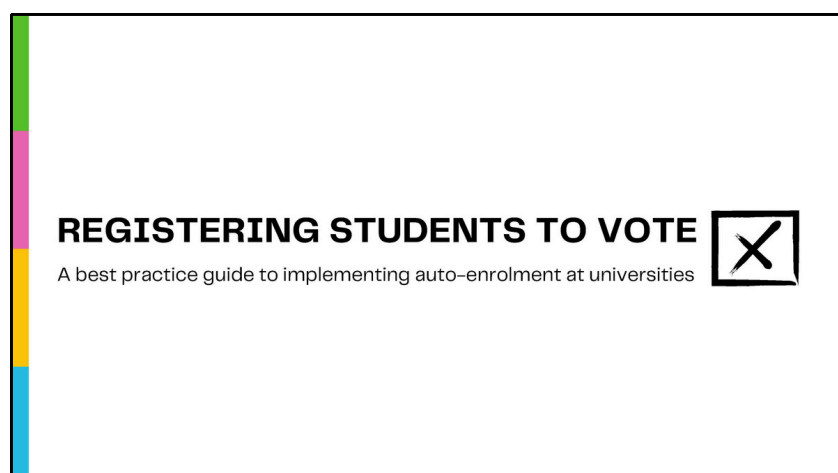 REGISTERING STUDENTS TO VOTE
A best practice guide to implementing auto-enrolment at universities